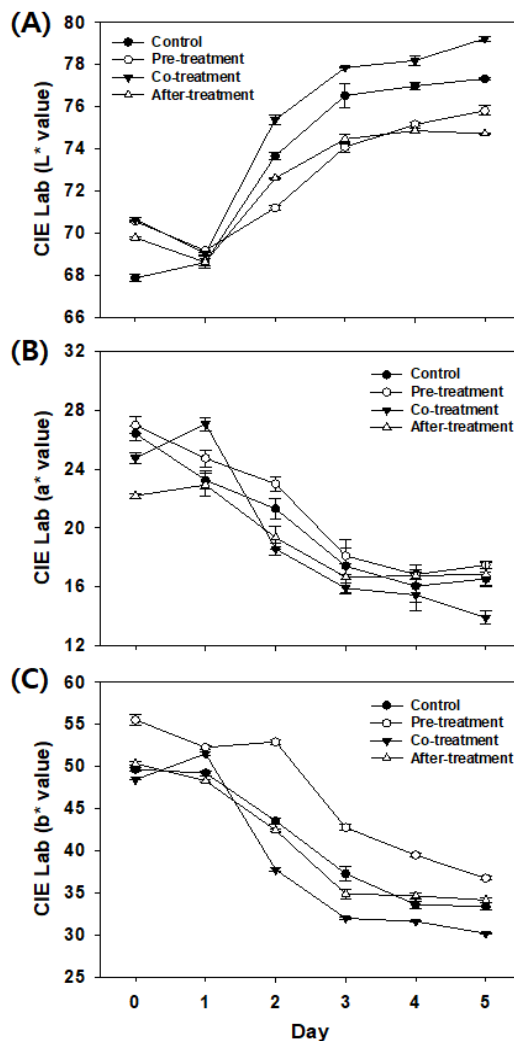 (A)
80
78
76
74
72
70
68
66
CIE Lab (L* value)
Control
Pre-treatment
Co-treatment
After-treatment
(B)
32
28
24
20
16
12
CIE Lab (a* value)
Control
Pre-treatment
Co-treatment
After-treatment
(C)
60
55
50
45
40
35
30
25
CIE Lab (b* value)
Control
Pre-treatment
Co-treatment
After-treatment
0 1 2 3 4 5
Day